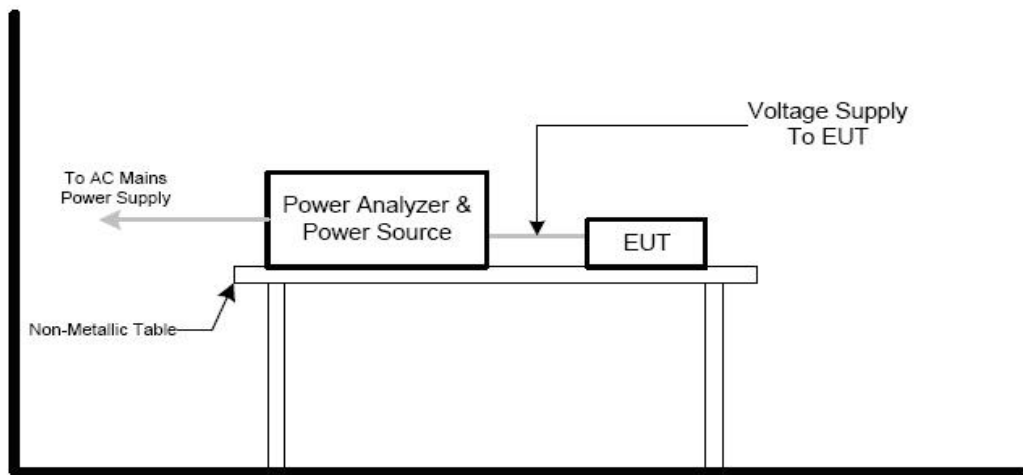 Voltage Supply
To EUT
To AC Mains
Power Supply
Power Analyzer &
Power Source
EUT
Non-Metallic Table